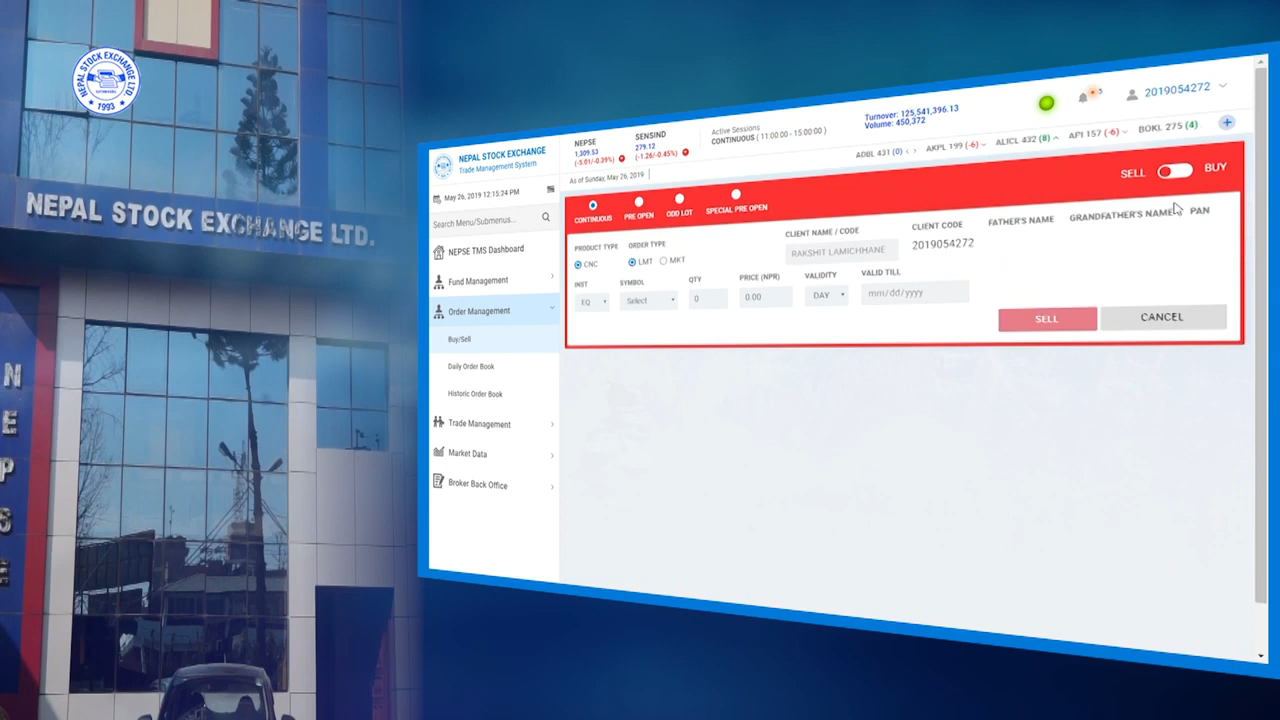 NEPAL STOCK EXCHANGE LTD.
1993
NEPAL STOCK EXCHANGE LTD.
N
E
P
S
E
NEPAL STOCK EXCHANGE
Trade Management System
May 26, 2019 12:15:24 PM
Search Menu/Submenus...
NEPSE TMS Dashboard
Fund Management
Order Management
Buy/Sell
Daily Order Book
Historic Order Book
Trade Management
Market Data
Broker Back Office
NEPSE
1,309.53
(-5.01/-0.39%)
SENSIND
279.12
(-1.26/-0.45%)
Active Sessions
CONTINUOUS ( 11:00:00 - 15:00:00 )
Turnover: 125,541,396.13
Volume: 450,372
5
2019054272
As of Sunday, May 26, 2019
ADBL 431 (0) AKPL 199 (-6) ALICL 432 (8) API 157 (-6) BOKL 275 (4)
CONTINUOUS PRE OPEN ODD LOT SPECIAL PRE OPEN
SELL BUY
PRODUCT TYPE ORDER TYPE CLIENT NAME / CODE CLIENT CODE FATHER'S NAME GRANDFATHER'S NAME PAN
CNC LMT MKT RAKSHIT LAMICHHANE 2019054272
INST SYMBOL QTY PRICE (NPR) VALIDITY VALID TILL
EQ Select 0 0.00 DAY mm/dd/yyyy
SELL CANCEL